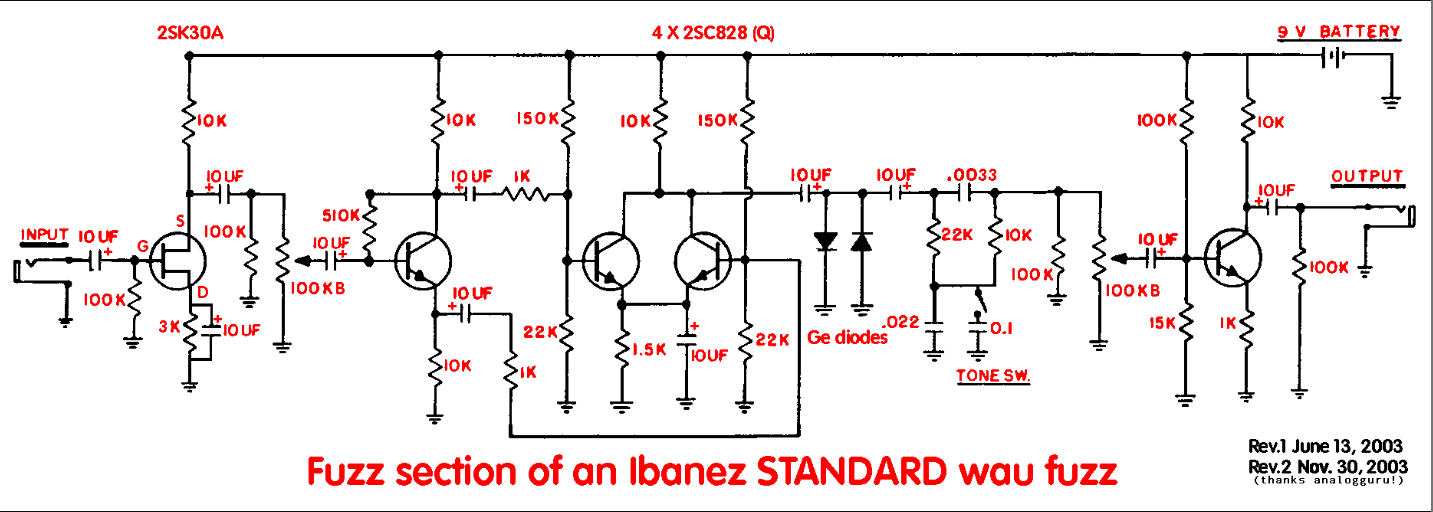 2SK30A
4 X 2SC828 (Q)
9 V BATTERY
10K
10K
150K
10K
150K
100K
10K
10UF
10UF
1K
10UF
10UF
.0033
10UF
OUTPUT
S
510K
INPUT
10UF
G
100K
10UF
22K
10K
10UF
100K
100K
D
100KB
10UF
100K
100KB
100K
3K
10UF
22K
1.5K
10UF
22K
Ge diodes
.022
0.1
15K
1K
10K
1K
TONE SW.
Fuzz section of an Ibanez STANDARD wau fuzz
Rev.1 June 13, 2003
Rev.2 Nov. 30, 2003
(thanks analogguru!)